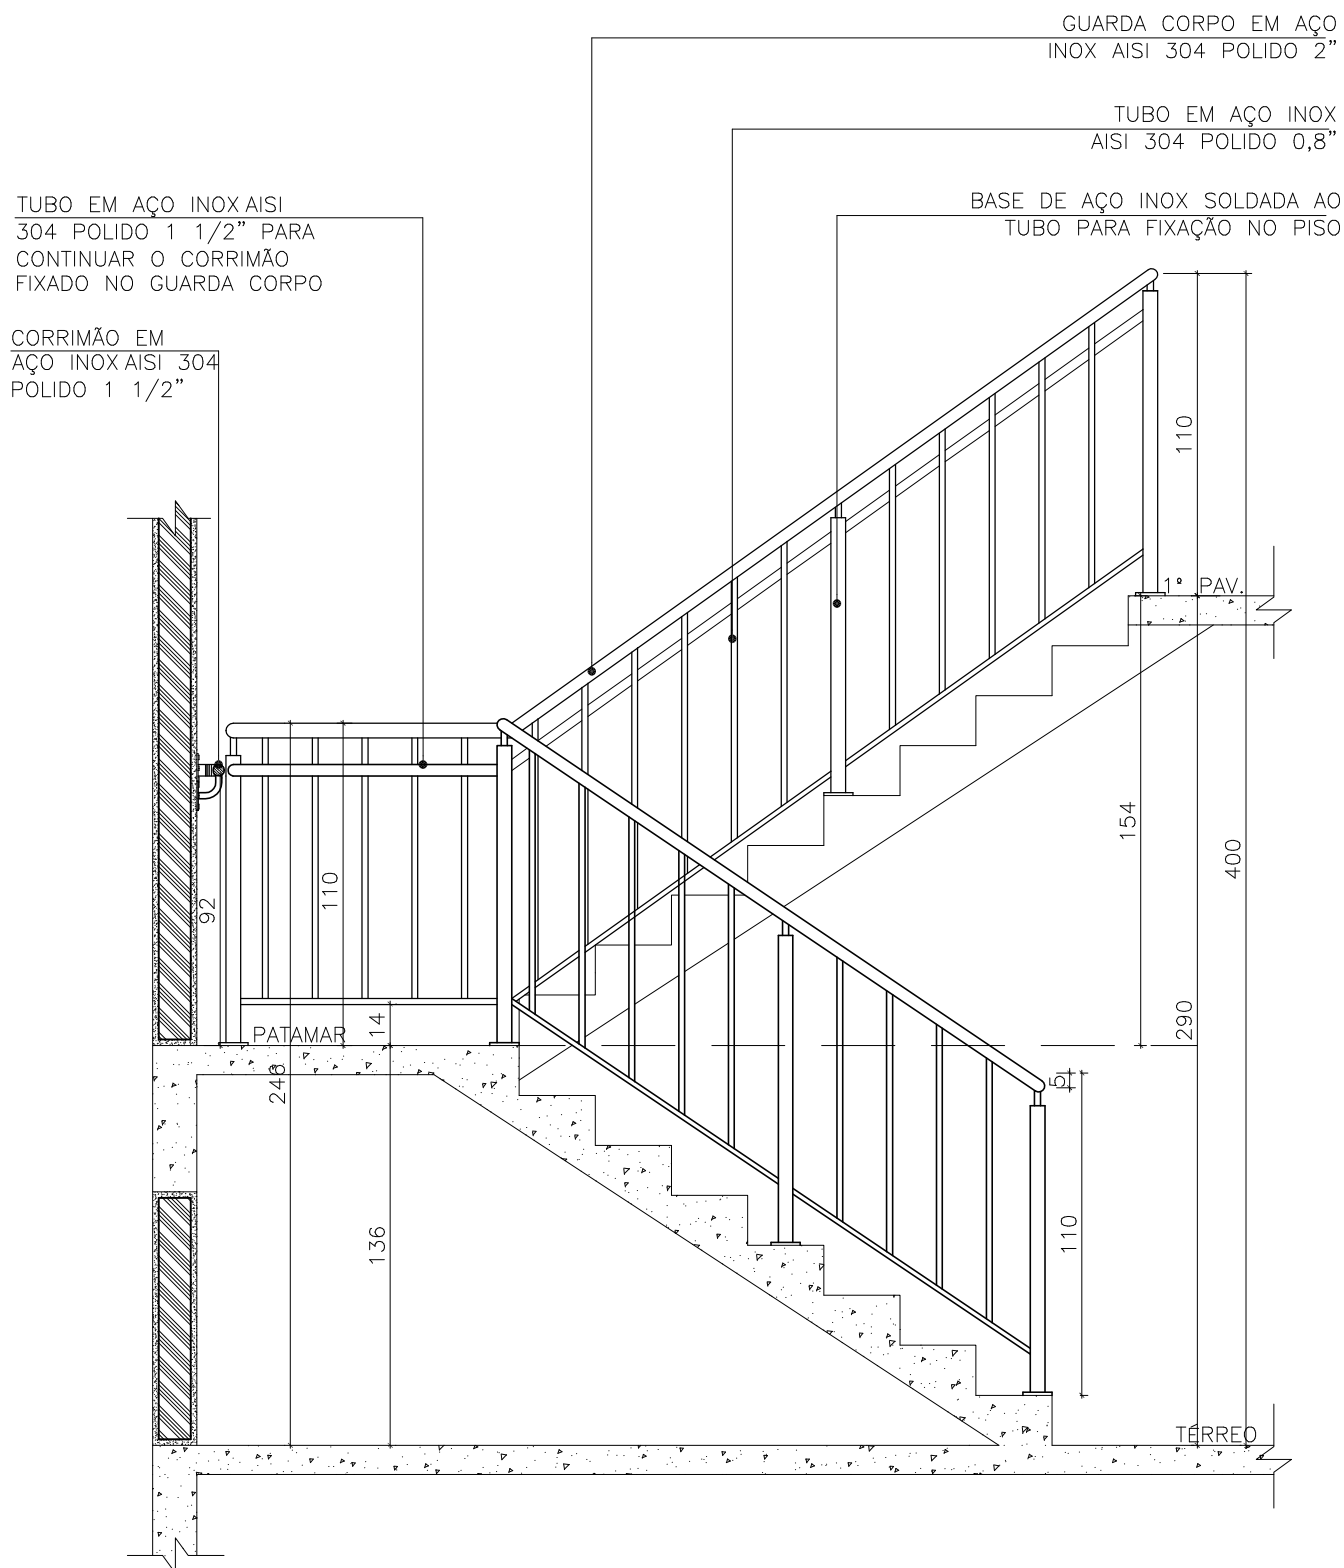 GUARDA CORPO EM AÇO
INOX AISI 304 POLIDO 2”
TUBO EM AÇO INOX
AISI 304 POLIDO 0,8”
BASE DE AÇO INOX SOLDADA AO
TUBO PARA FIXAÇÃO NO PISO
TUBO EM AÇO INOX AISI
304 POLIDO 1 1/2” PARA
CONTINUAR O CORRIMÃO
FIXADO NO GUARDA CORPO
CORRIMÃO EM
AÇO INOX AISI 304
POLIDO 1 1/2”
110
1º PAV.
154
400
92
110
14
PATAMAR
290
246
5
136
110
TÉRREO